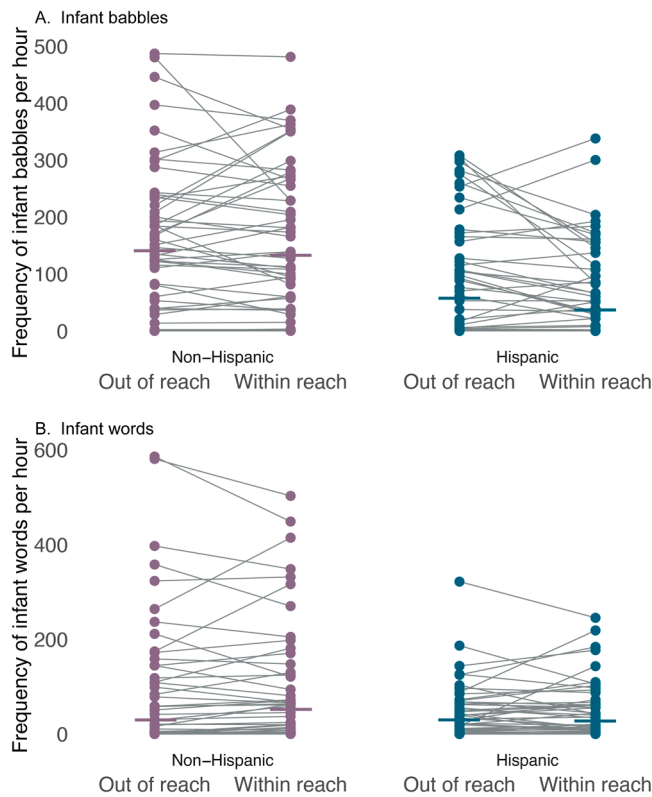 A.  Infant babbles
Frequency of infant babbles per hour
500
400
300
200
100
0
Non−Hispanic
Hispanic
Out of reach
Within reach
Out of reach
Within reach
B.  Infant words
Frequency of infant words per hour
600
400
200
0
Non−Hispanic
Hispanic
Out of reach
Within reach
Out of reach
Within reach